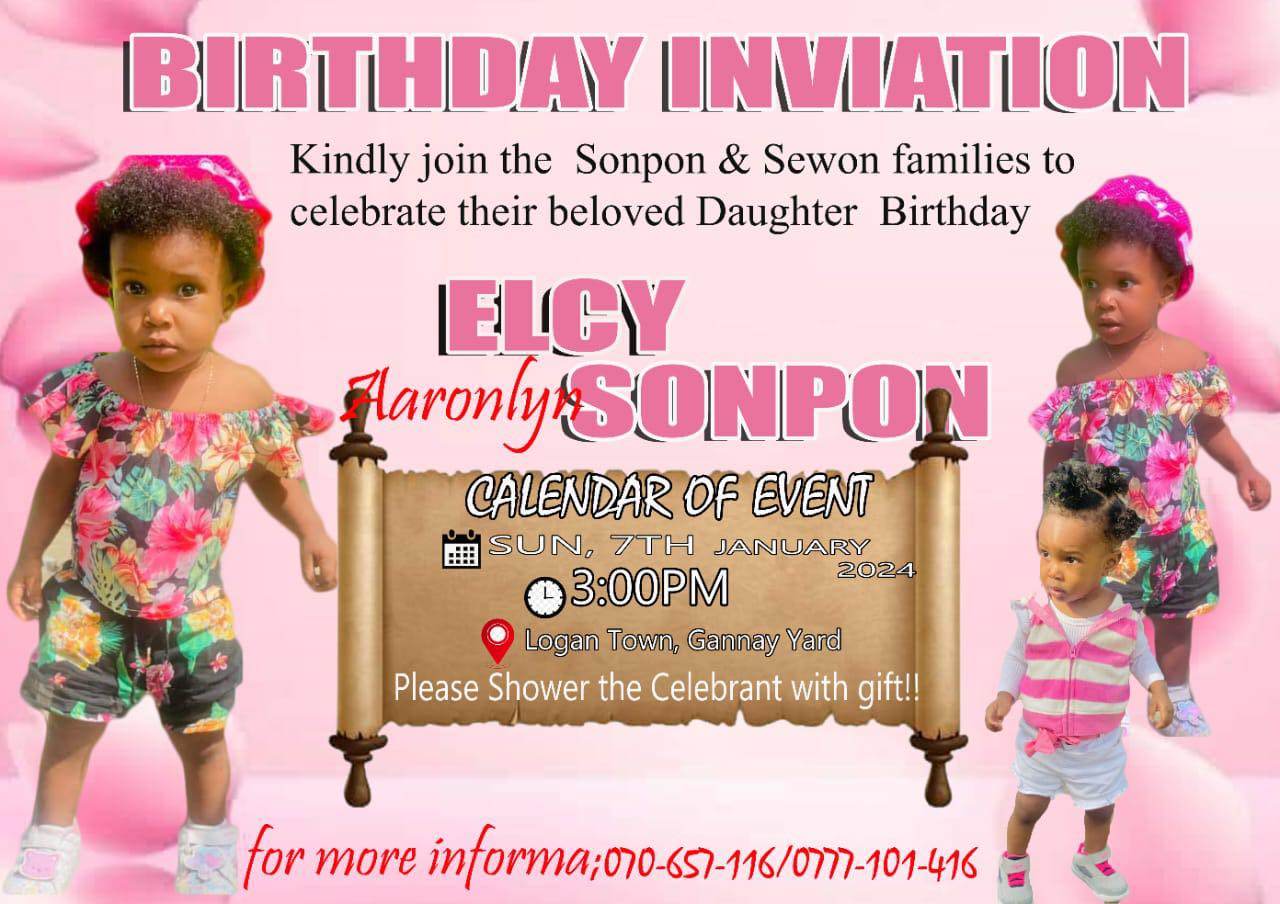 BIRTHDAY INVIATION
Kindly join the Sonpon & Sewon families to
celebrate their beloved Daughter Birthday
ELCY
Aaronlyn SONPON
CALENDAR OF EVENT
SUN, 7TH JANUARY
2024
3:00PM
Logan Town, Gannay Yard
Please Shower the Celebrant with gift!!
for more informa;070-657-116/0777-101-416